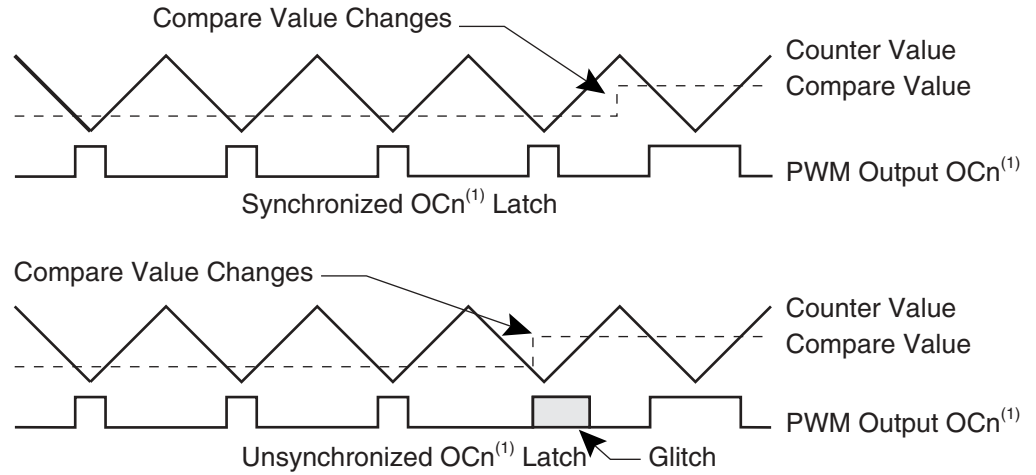 Compare Value Changes
Counter Value
Compare Value
PWM Output OCn(1)
Synchronized OCn(1) Latch
Compare Value Changes
Counter Value
Compare Value
PWM Output OCn(1)
Unsynchronized OCn(1) Latch
Glitch